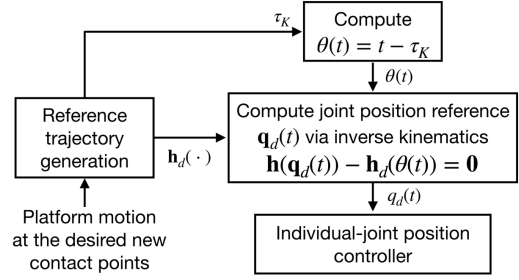 τ_K
Compute
θ(t) = t − τ_K
θ(t)
Reference
trajectory
generation
𝐡_d( · )
Compute joint position reference
𝐪_d(t) via inverse kinematics
𝐡(𝐪_d(t)) − 𝐡_d(θ(t)) = 𝟎
q_d(t)
Platform motion
at the desired new
contact points
Individual-joint position
controller